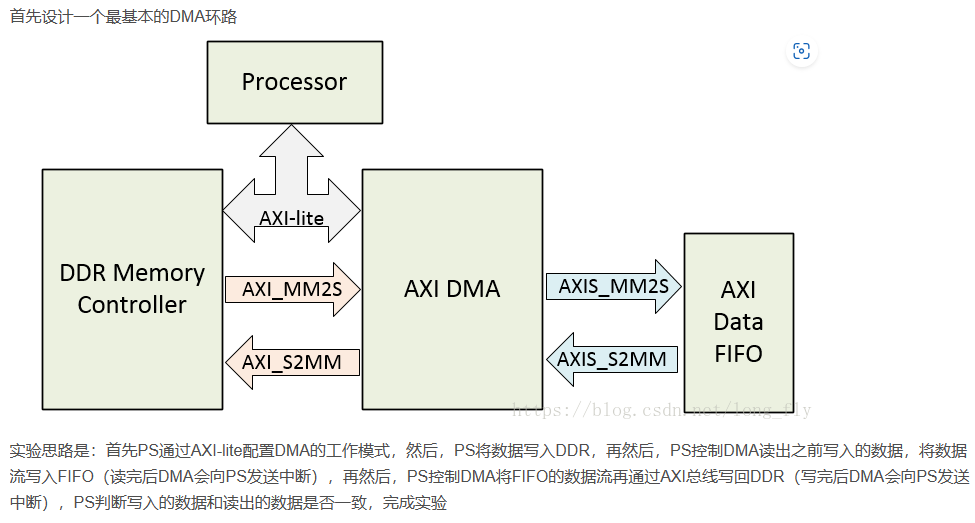 首先设计一个最基本的DMA环路
Processor
AXI-lite
DDR Memory
Controller
AXI_MM2S
AXI_S2MM
AXI DMA
AXIS_MM2S
AXIS_S2MM
AXI
Data
FIFO
https://blog.csdn.net/long_fly
实验思路是：首先PS通过AXI-lite配置DMA的工作模式，然后，PS将数据写入DDR，再然后，PS控制DMA读出之前写入的数据，将数据
流写入FIFO（读完后DMA会向PS发送中断），再然后，PS控制DMA将FIFO的数据流再通过AXI总线写回DDR（写完后DMA会向PS发送
中断），PS判断写入的数据和读出的数据是否一致，完成实验